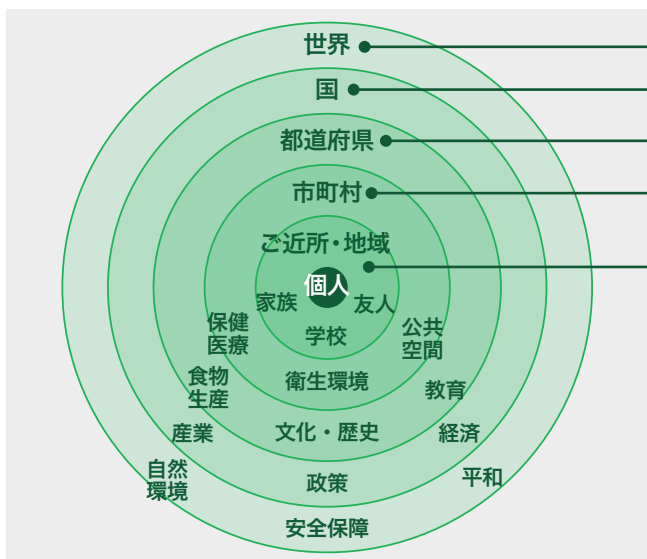 世界
国
都道府県
市町村
ご近所・地域
個人
家族
友人
学校
保健
医療
公共
空間
衛生環境
食物
生産
教育
文化・歴史
産業
経済
自然
環境
政策
平和
安全保障